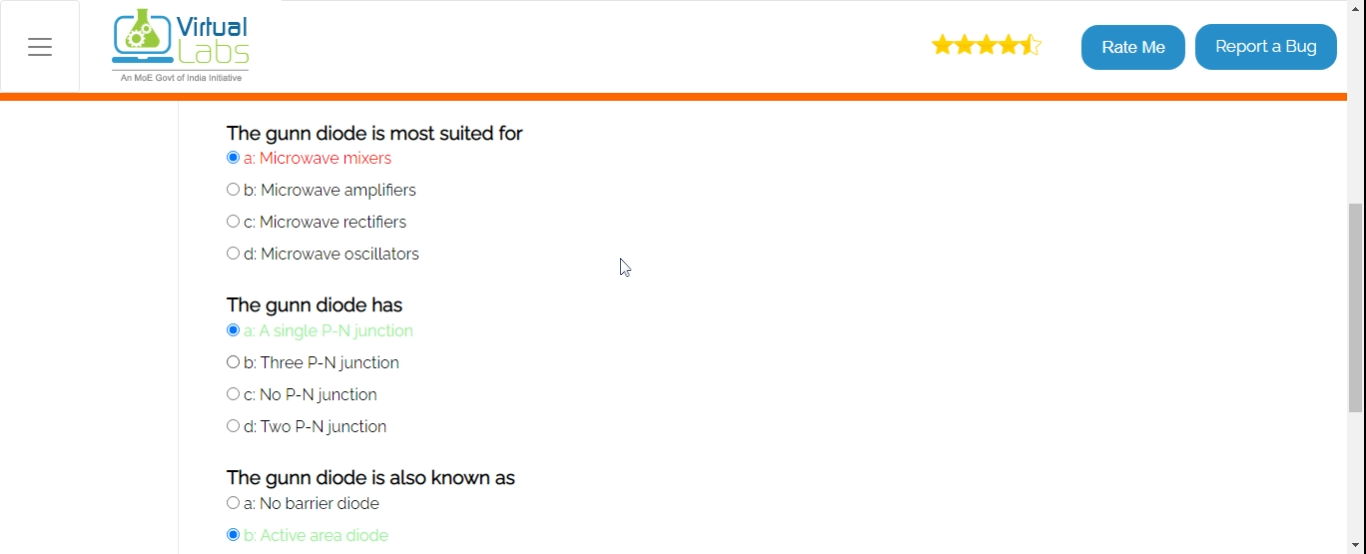 Virtual
Labs
An MoE Govt of India Initiative
Rate Me
Report a Bug
The gunn diode is most suited for
a: Microwave mixers
b: Microwave amplifiers
c: Microwave rectifiers
d: Microwave oscillators
The gunn diode has
a: A single P-N junction
b: Three P-N junction
c: No P-N junction
d: Two P-N junction
The gunn diode is also known as
a: No barrier diode
b: Active area diode